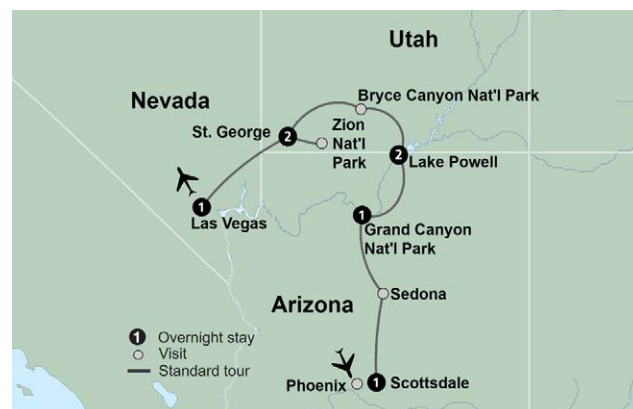 Utah
Nevada
Bryce Canyon Nat'l Park
St. George
2
Zion
Nat'l
Park
2
Lake Powell
1
Las Vegas
1
Grand Canyon
Nat'l Park
Arizona
Sedona
1 Overnight stay
Visit
Standard tour
Phoenix
1
Scottsdale